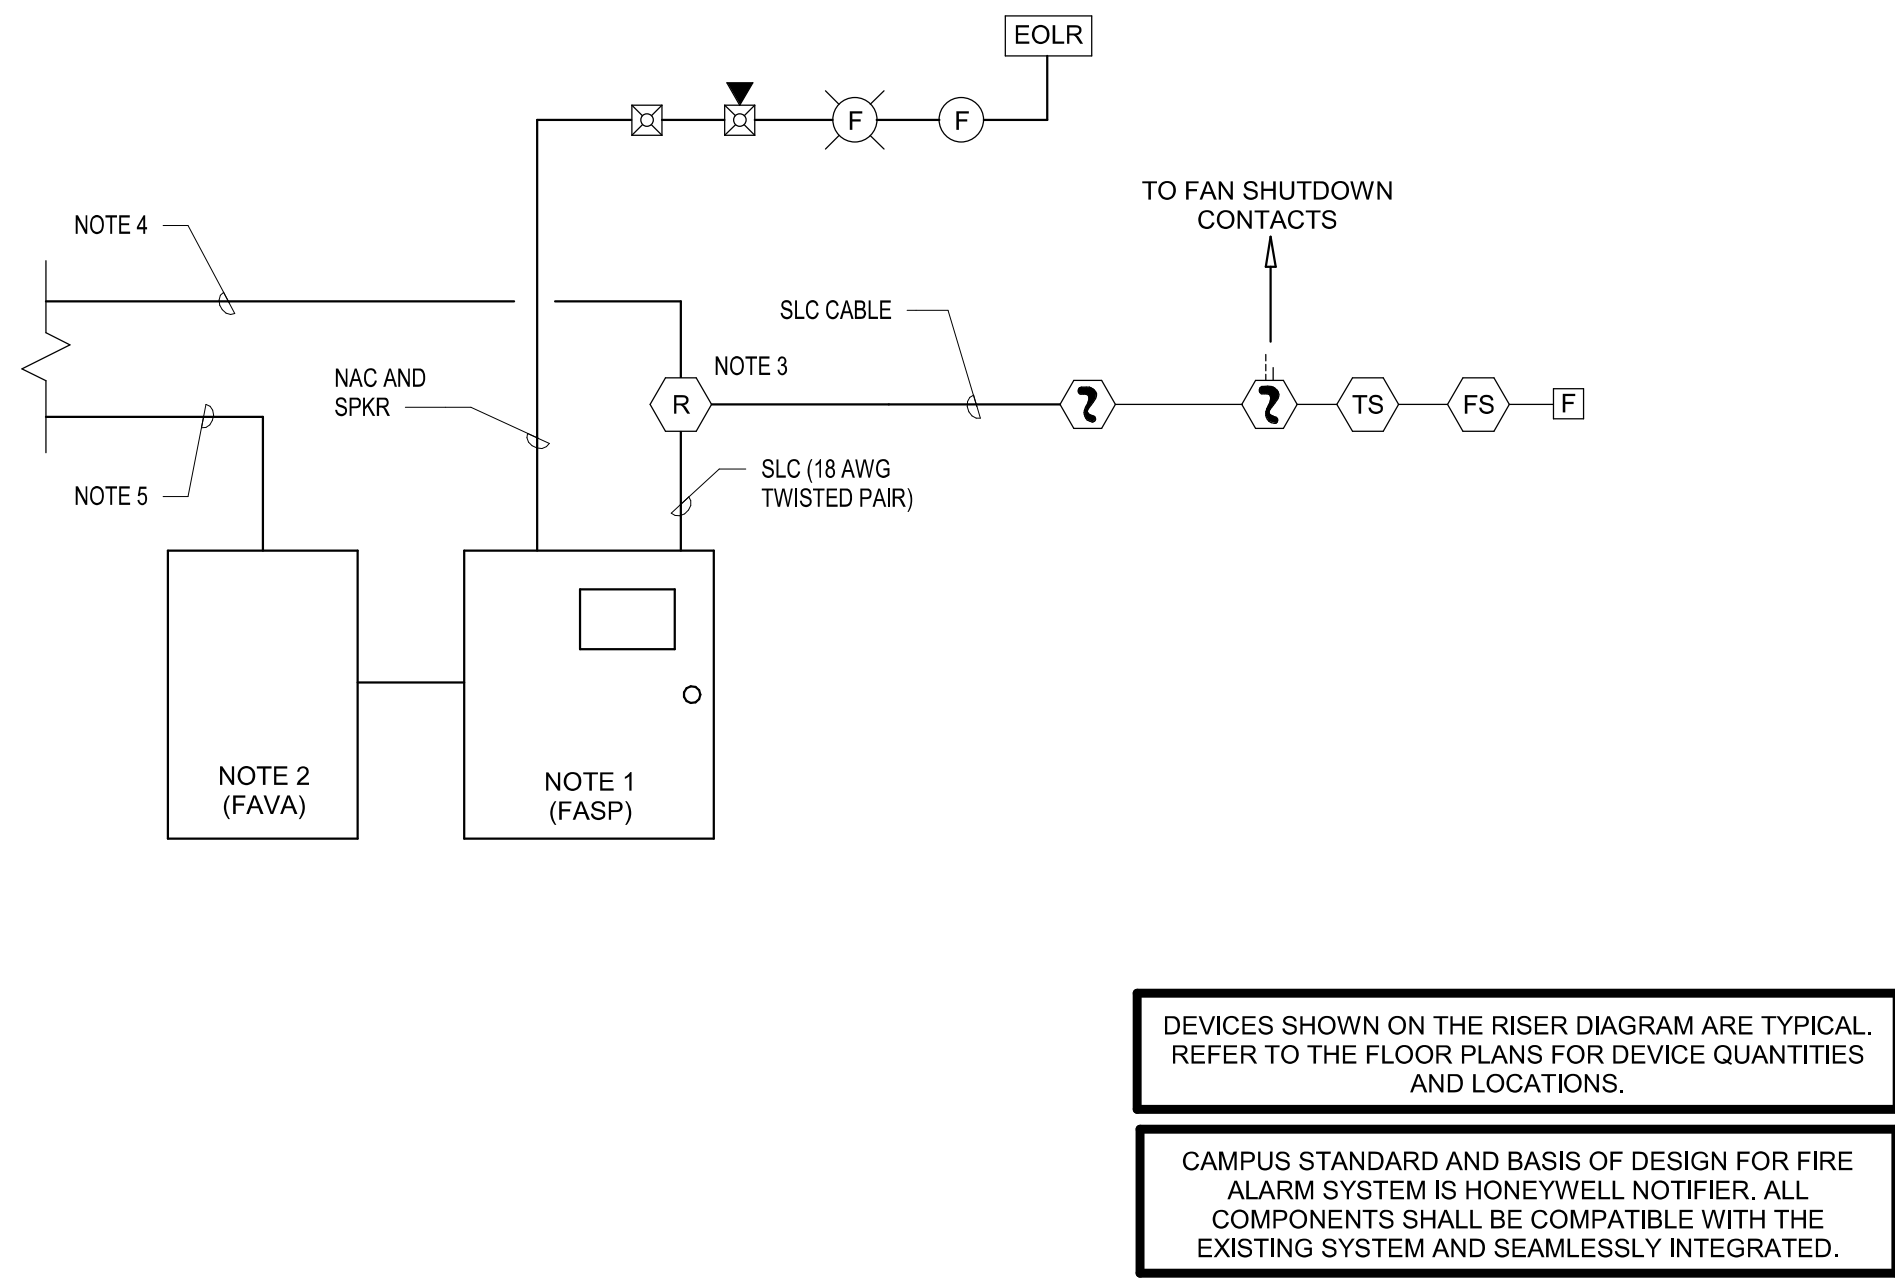 EOLR
F
F
TO FAN SHUTDOWN
CONTACTS
NOTE 4
SLC CABLE
NOTE 3
NAC AND
SPKR
R
TS
FS
F
SLC (18 AWG
TWISTED PAIR)
NOTE 5
NOTE 2
(FAVA)
NOTE 1
(FASP)
DEVICES SHOWN ON THE RISER DIAGRAM ARE TYPICAL.
REFER TO THE FLOOR PLANS FOR DEVICE QUANTITIES
AND LOCATIONS.
CAMPUS STANDARD AND BASIS OF DESIGN FOR FIRE
ALARM SYSTEM IS HONEYWELL NOTIFIER. ALL
COMPONENTS SHALL BE COMPATIBLE WITH THE
EXISTING SYSTEM AND SEAMLESSLY INTEGRATED.